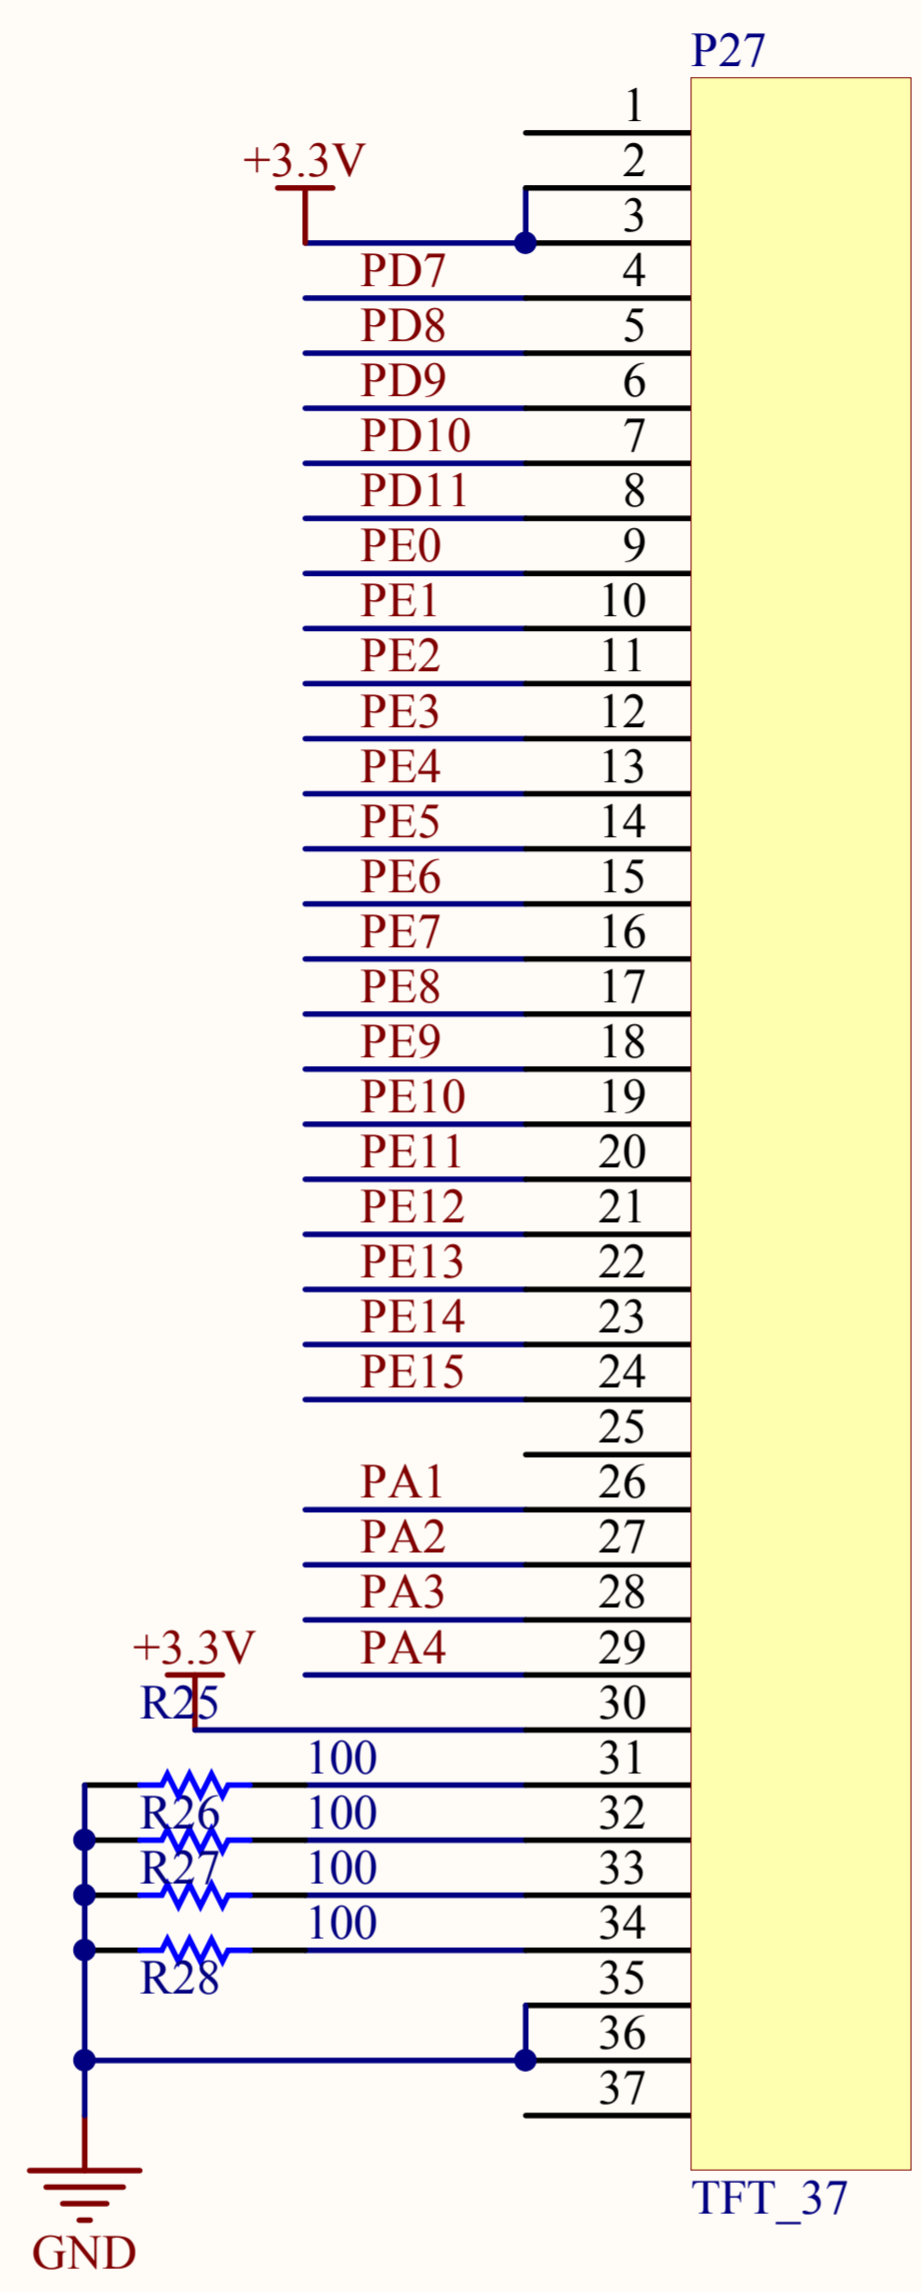 P27
1
+3.3V
2
3
PD7 4
PD8 5
PD9 6
PD10 7
PD11 8
PE0 9
PE1 10
PE2 11
PE3 12
PE4 13
PE5 14
PE6 15
PE7 16
PE8 17
PE9 18
PE10 19
PE11 20
PE12 21
PE13 22
PE14 23
PE15 24
25
PA1 26
PA2 27
PA3 28
+3.3V PA4 29
R25 30
100 31
R26 100 32
R27 100 33
100 34
R28 35
36
37
TFT_37
GND